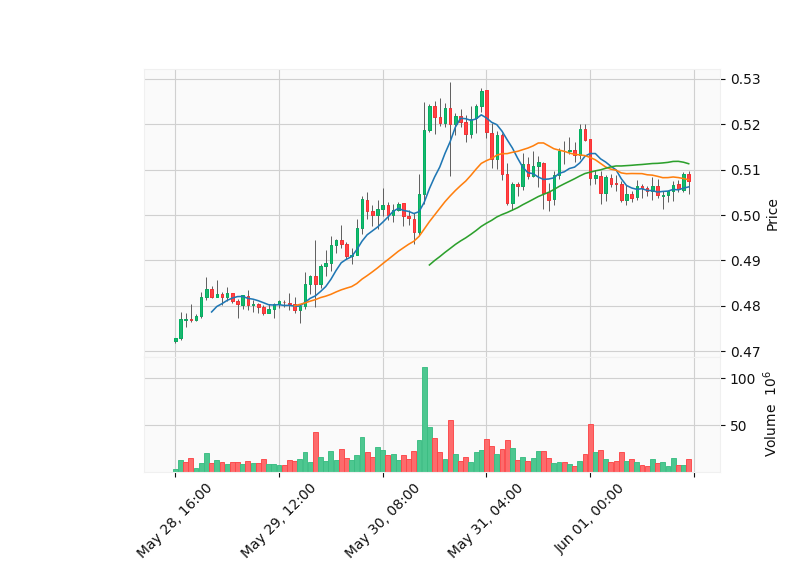 0.53
0.52
0.51
0.50
0.49
0.48
0.47
Price
100
50
Volume 10^6
May 28, 16:00
May 29, 12:00
May 30, 08:00
May 31, 04:00
Jun 01, 00:00